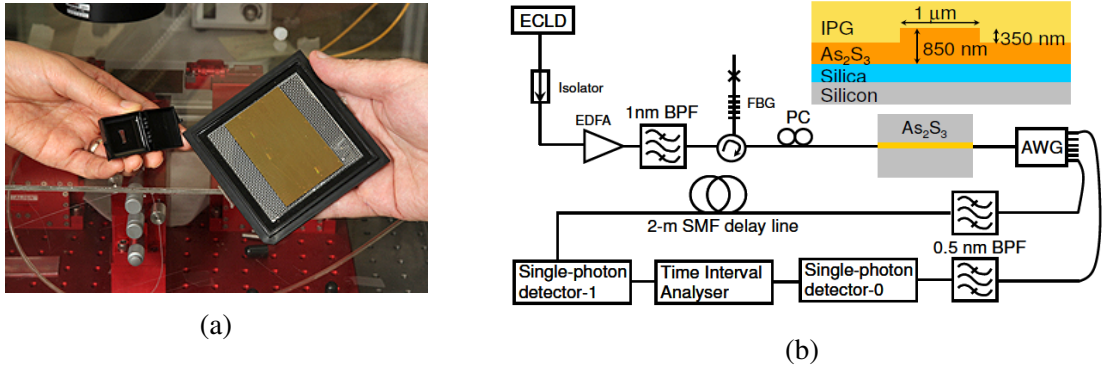 ECLD
Isolator
EDFA
1nm BPF
FBG
PC
As₂S₃
AWG
IPG
As₂S₃
Silica
Silicon
1 μm
850 nm
350 nm
2-m SMF delay line
0.5 nm BPF
Single-photon
detector-1
Time Interval
Analyser
Single-photon
detector-0
(a)
(b)